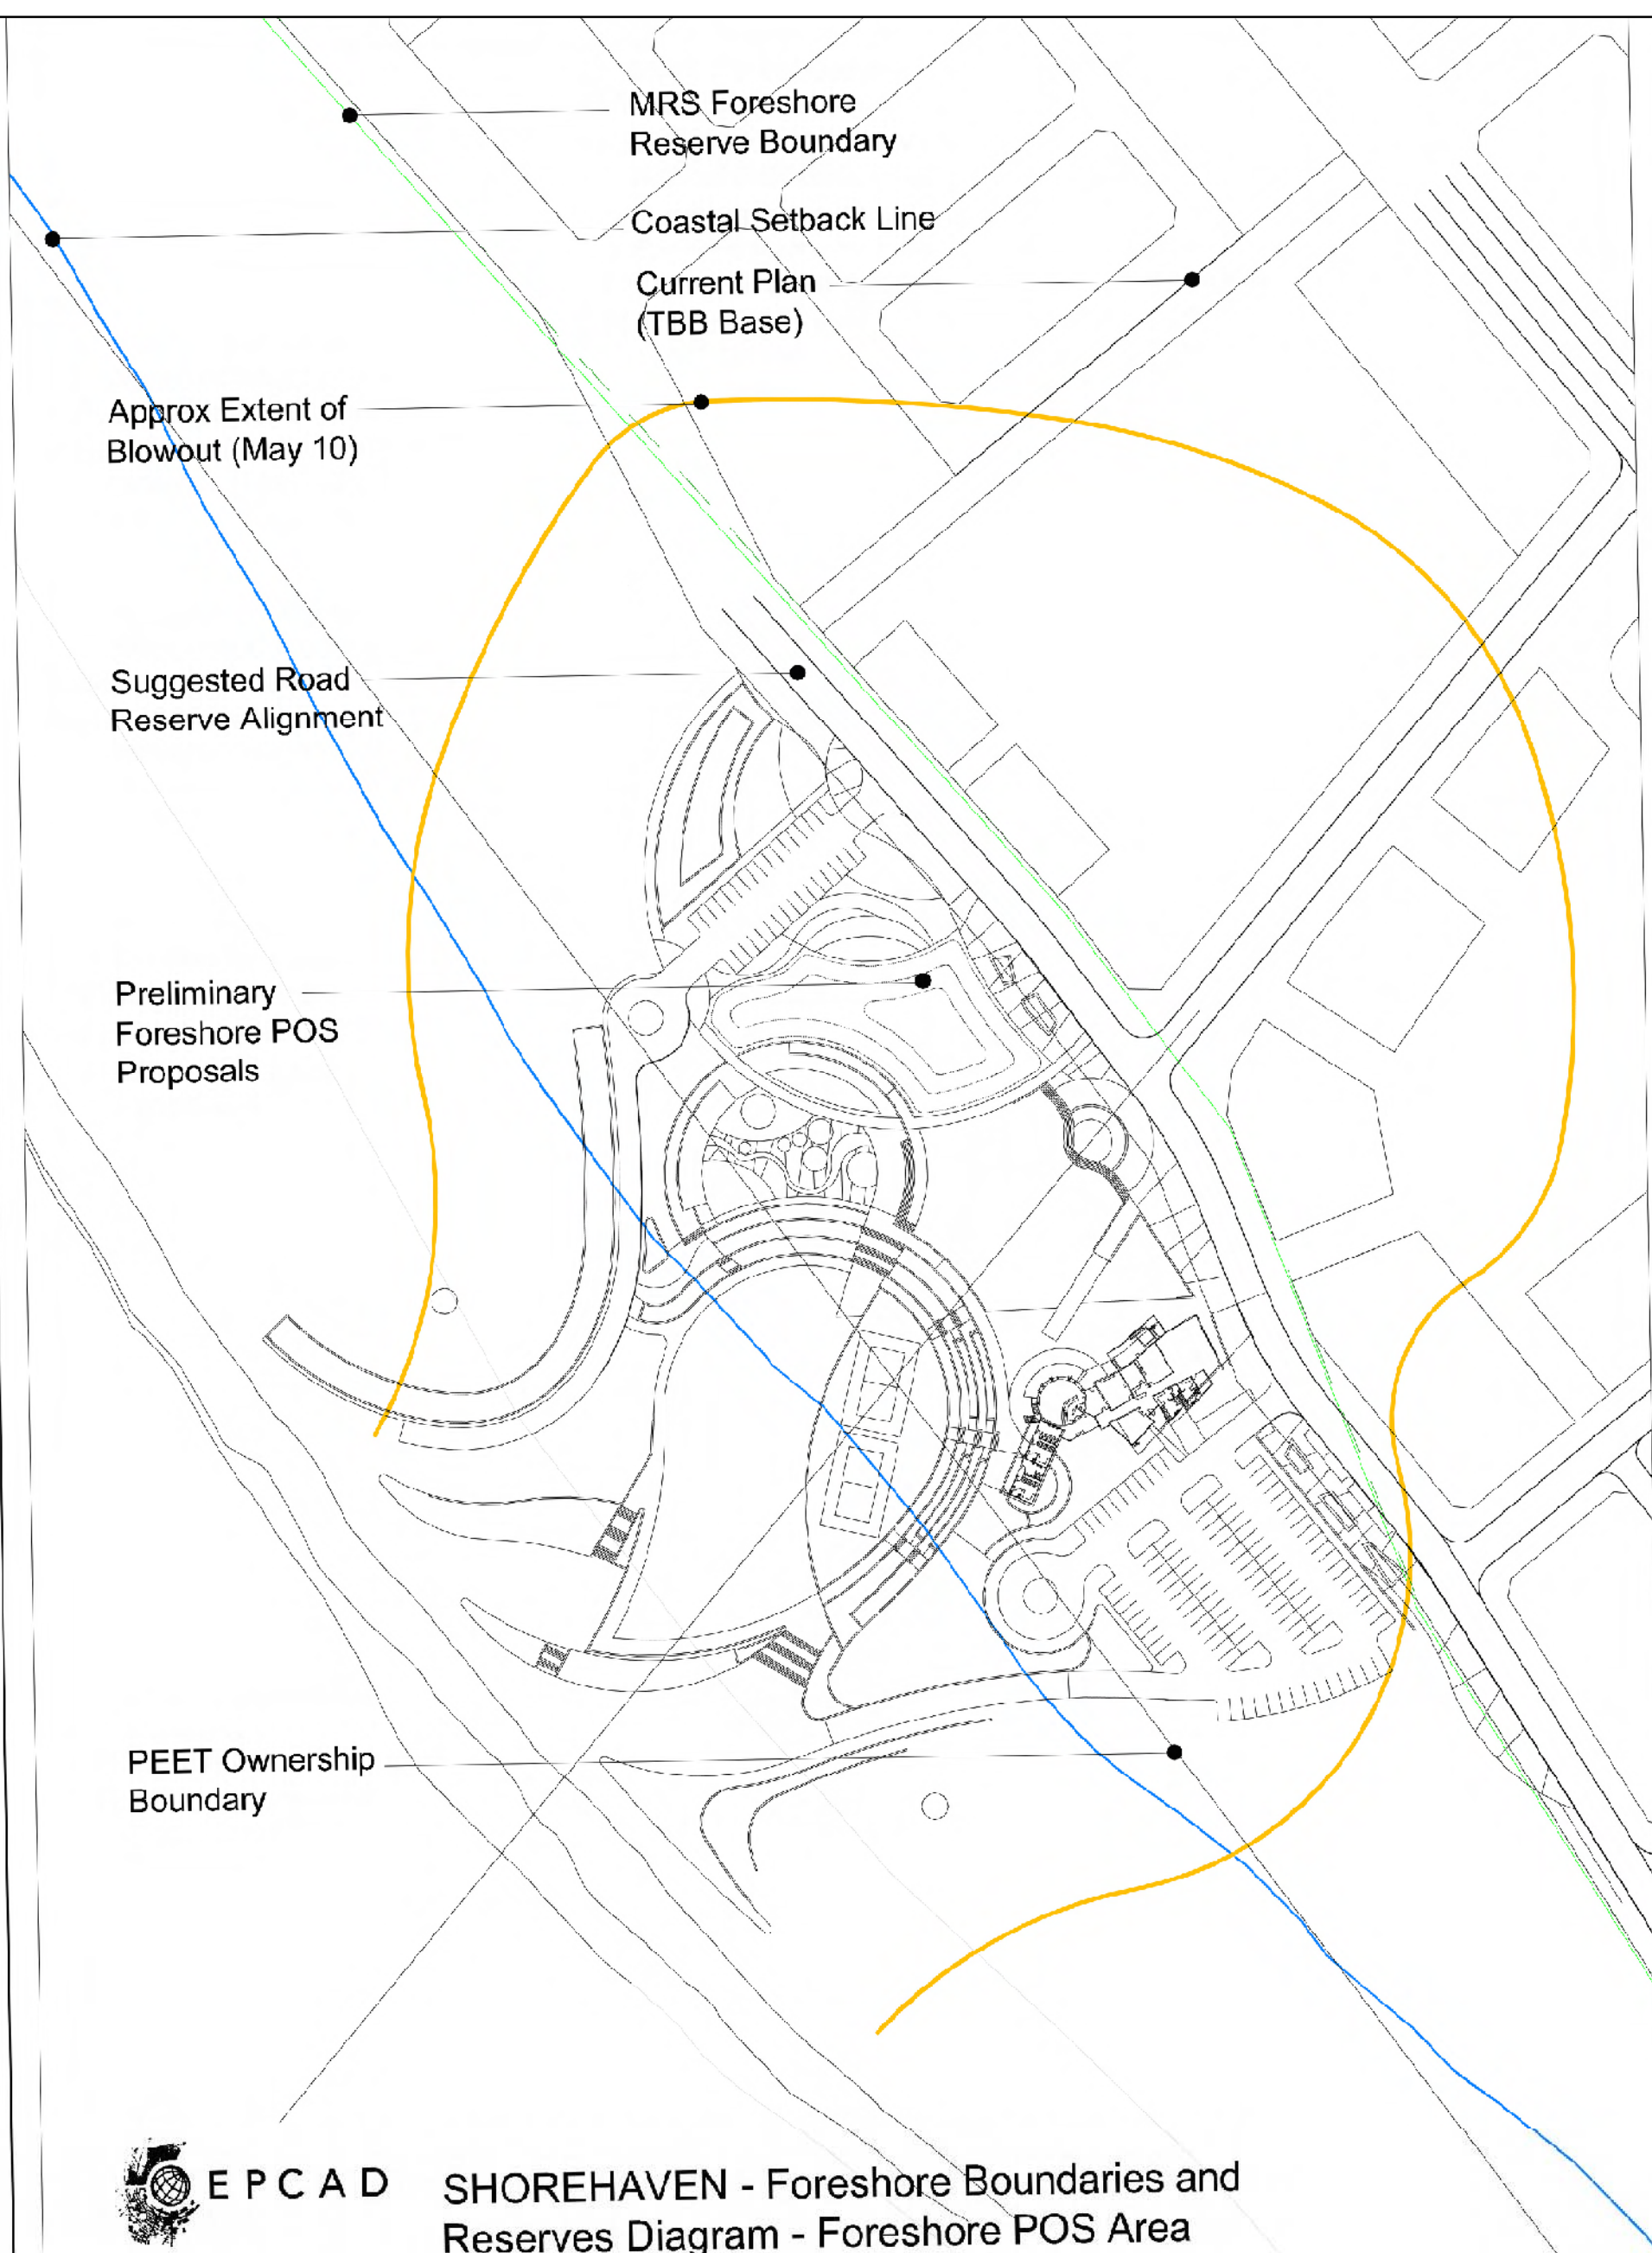 MRS Foreshore
Reserve Boundary
Coastal Setback Line
Current Plan
(TBB Base)
Approx Extent of
Blowout (May 10)
Suggested Road
Reserve Alignment
Preliminary
Foreshore POS
Proposals
PEET Ownership
Boundary
EPCAD
SHOREHAVEN - Foreshore Boundaries and
Reserves Diagram - Foreshore POS Area